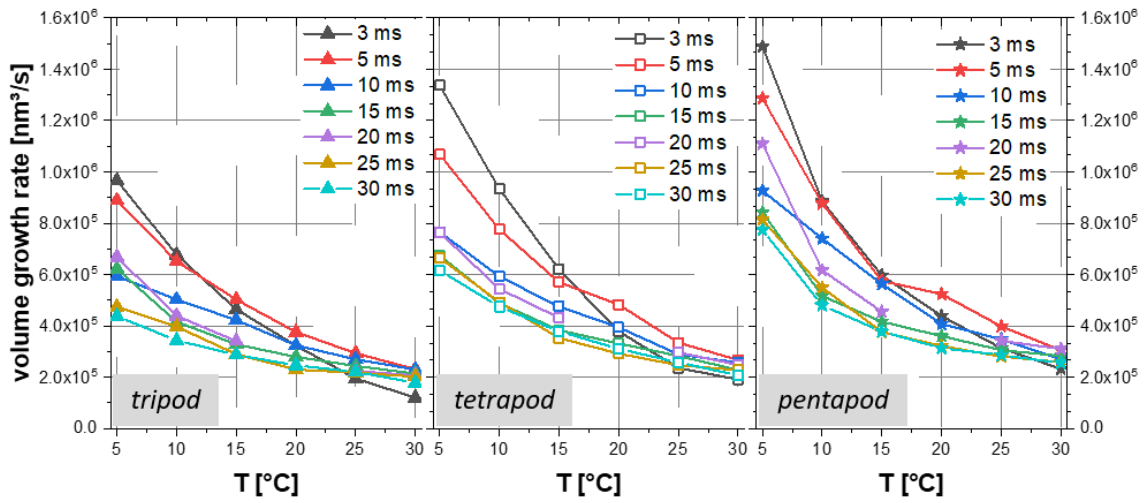 volume growth rate [nm³/s]
1.6x10⁶
1.4x10⁶
1.2x10⁶
1.0x10⁶
8.0x10⁵
6.0x10⁵
4.0x10⁵
2.0x10⁵
0.0
3 ms
5 ms
10 ms
15 ms
20 ms
25 ms
30 ms
tripod
5 10 15 20 25 30
T [°C]
3 ms
5 ms
10 ms
15 ms
20 ms
25 ms
30 ms
tetrapod
5 10 15 20 25 30
T [°C]
3 ms
5 ms
10 ms
15 ms
20 ms
25 ms
30 ms
pentapod
5 10 15 20 25 30
T [°C]
1.6x10⁶
1.4x10⁶
1.2x10⁶
1.0x10⁶
8.0x10⁵
6.0x10⁵
4.0x10⁵
2.0x10⁵
0.0